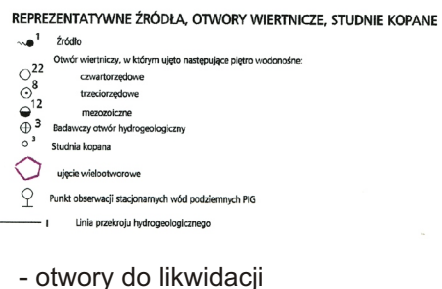 REPREZENTATYWNE ŹRÓDŁA, OTWORY WIERTNICZE, STUDNIE KOPANE
1 źródło
Otwór wiertniczy, w którym ujęto następujące piętro wodonośne:
22 czwartorzędowe
8 trzeciorzędowe
12 mezozoiczne
3 Badawczy otwór hydrogeologiczny
3 Studnia kopana
ujęcie wielootworowe
Punkt obserwacji stacjonarnych wód podziemnych PIG
I Linia przekroju hydrogeologicznego
- otwory do likwidacji